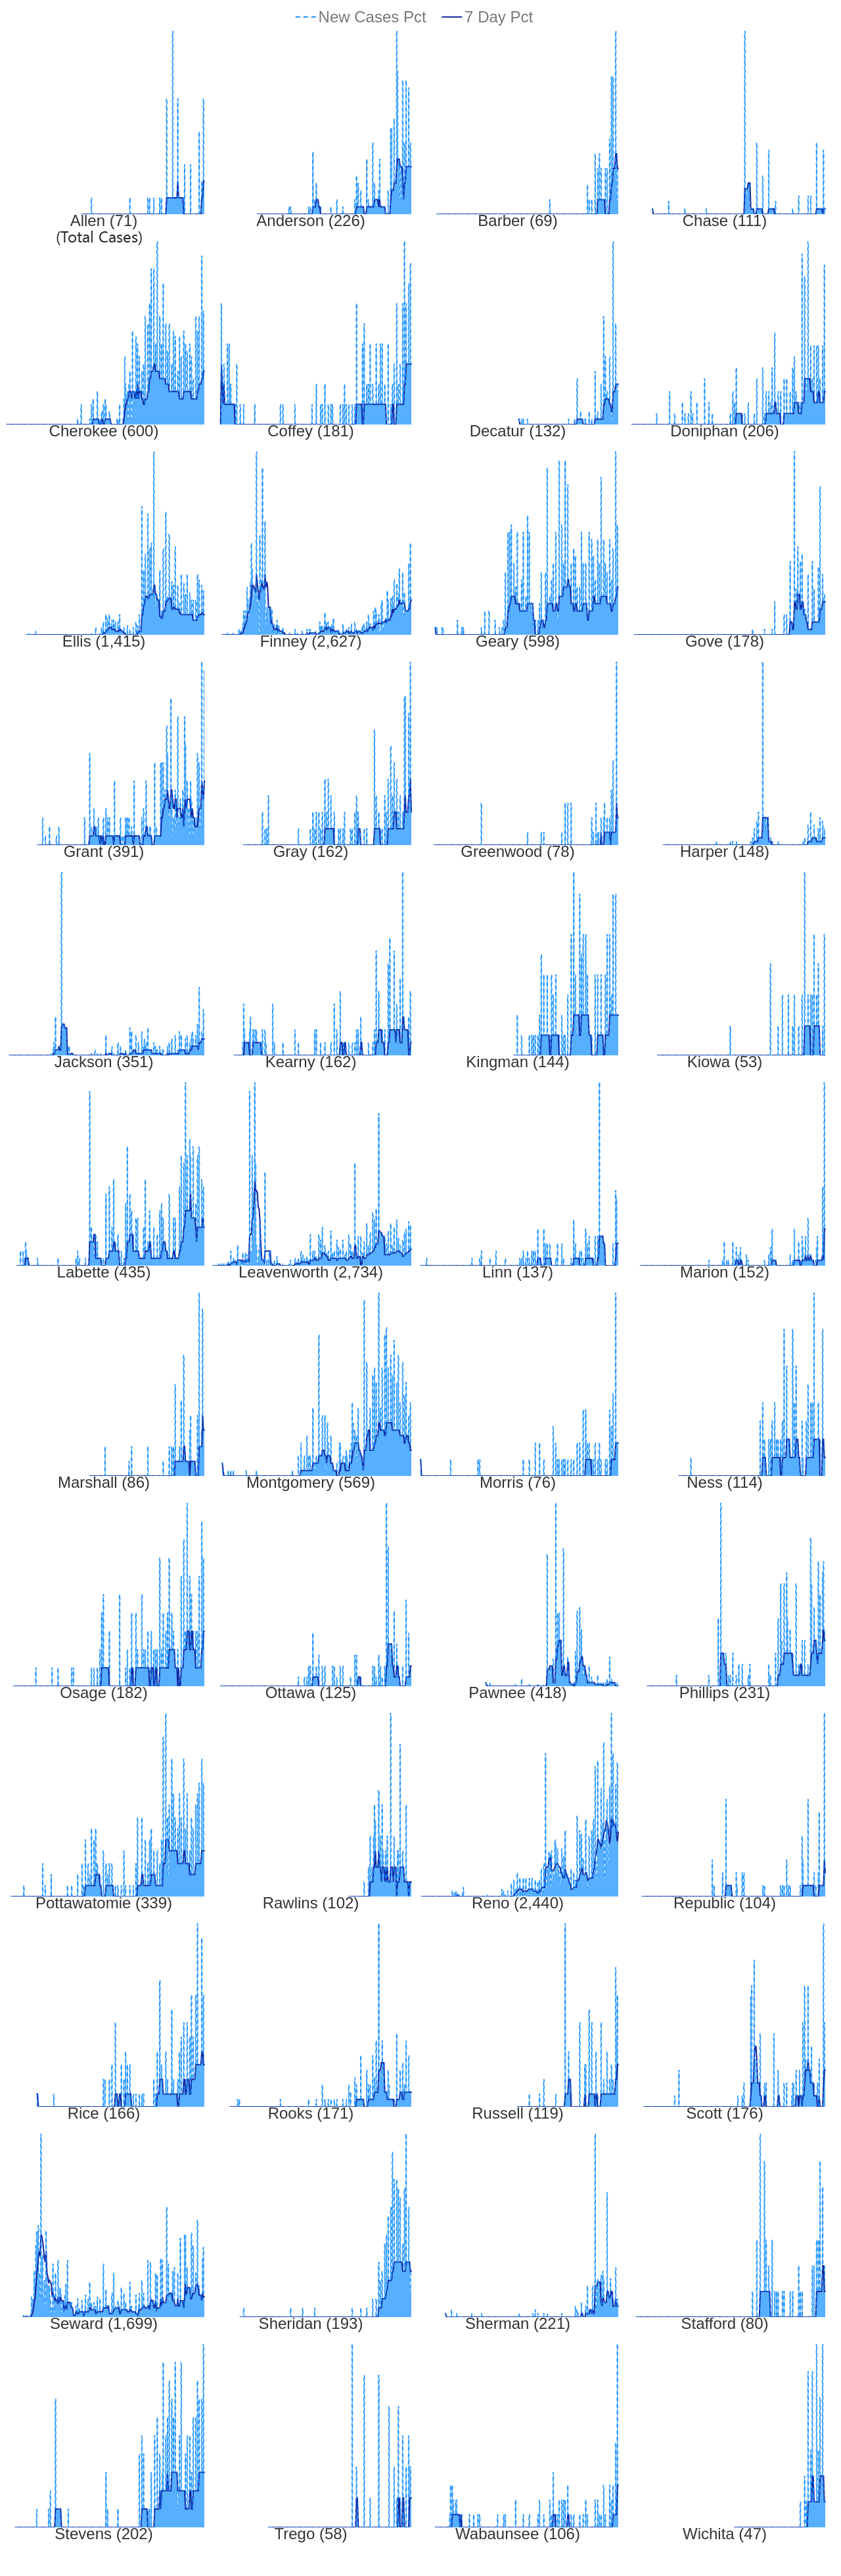 New Cases Pct 7 Day Pct
Allen (71) Anderson (226) Barber (69) Chase (111)
(Total Cases)
Cherokee (600) Coffey (181) Decatur (132) Doniphan (206)
Ellis (1,415) Finney (2,627) Geary (598) Gove (178)
Grant (391) Gray (162) Greenwood (78) Harper (148)
Jackson (351) Kearny (162) Kingman (144) Kiowa (53)
Labette (435) Leavenworth (2,734) Linn (137) Marion (152)
Marshall (86) Montgomery (569) Morris (76) Ness (114)
Osage (182) Ottawa (125) Pawnee (418) Phillips (231)
Pottawatomie (339) Rawlins (102) Reno (2,440) Republic (104)
Rice (166) Rooks (171) Russell (119) Scott (176)
Seward (1,699) Sheridan (193) Sherman (221) Stafford (80)
Stevens (202) Trego (58) Wabaunsee (106) Wichita (47)